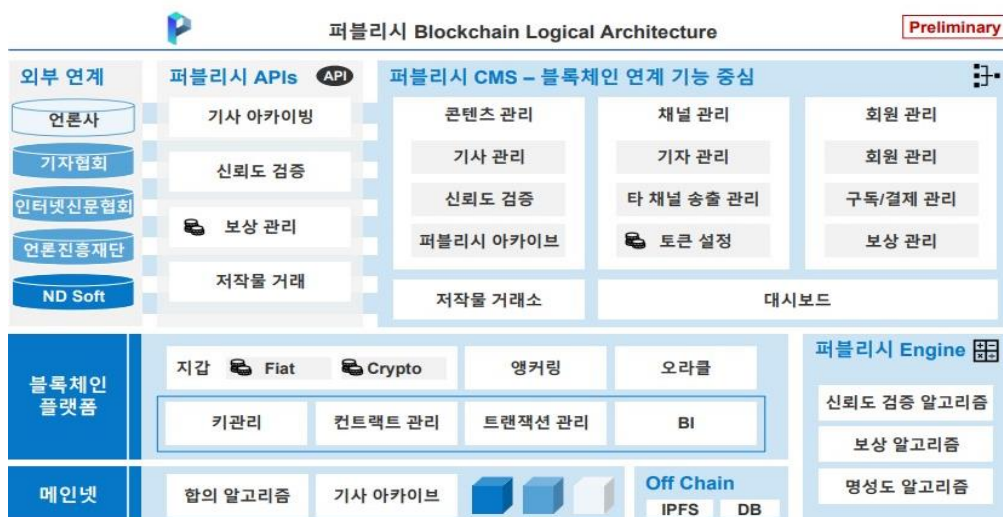 퍼블리시 Blockchain Logical Architecture
Preliminary
외부 연계
언론사
기자협회
인터넷신문협회
언론진흥재단
ND Soft
퍼블리시 APIs
API
기사 아카이빙
신뢰도 검증
보상 관리
저작물 거래
퍼블리시 CMS – 블록체인 연계 기능 중심
콘텐츠 관리
기사 관리
신뢰도 검증
퍼블리시 아카이브
채널 관리
기자 관리
타 채널 송출 관리
토큰 설정
회원 관리
회원 관리
구독/결제 관리
보상 관리
저작물 거래소
대시보드
블록체인
플랫폼
지갑 Fiat Crypto
앵커링
오라클
키관리
컨트랙트 관리
트랜잭션 관리
BI
퍼블리시 Engine
신뢰도 검증 알고리즘
보상 알고리즘
명성도 알고리즘
메인넷
합의 알고리즘
기사 아카이브
Off Chain
IPFS
DB